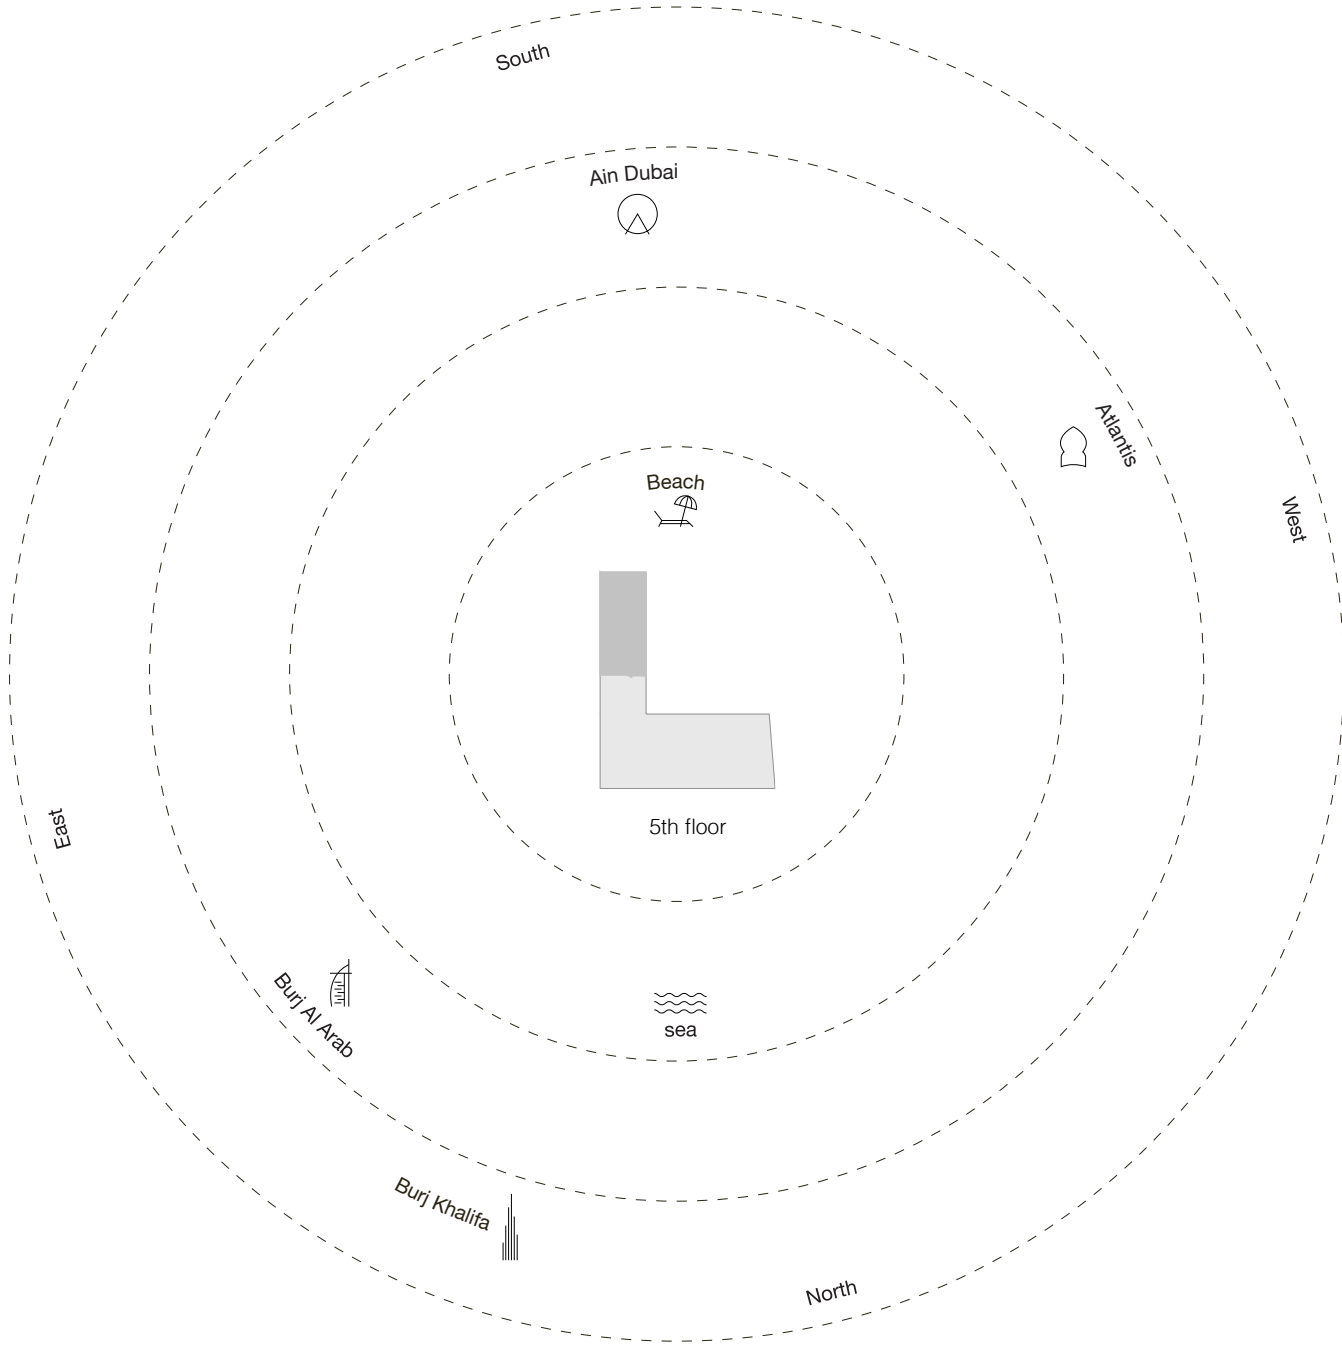 South
Ain Dubai
Atlantis
Beach
West
5th floor
East
Burj Al Arab
sea
Burj Khalifa
North